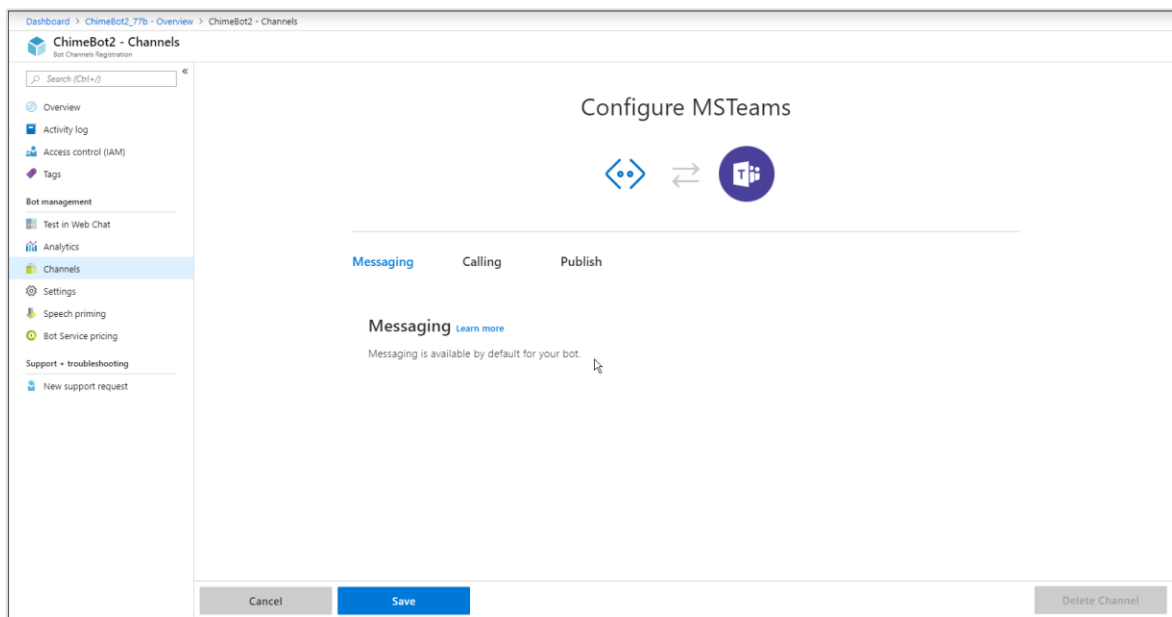 Dashboard > ChimeBot2_77b - Overview > ChimeBot2 - Channels
ChimeBot2 - Channels
Bot Channels Registration
Search (Ctrl+/)
«
Overview
Activity log
Access control (IAM)
Tags
Bot management
Test in Web Chat
Analytics
Channels
Settings
Speech priming
Bot Service pricing
Support + troubleshooting
New support request
Configure MSTeams
T
Messaging Calling Publish
Messaging Learn more
Messaging is available by default for your bot.
Cancel Save Delete Channel